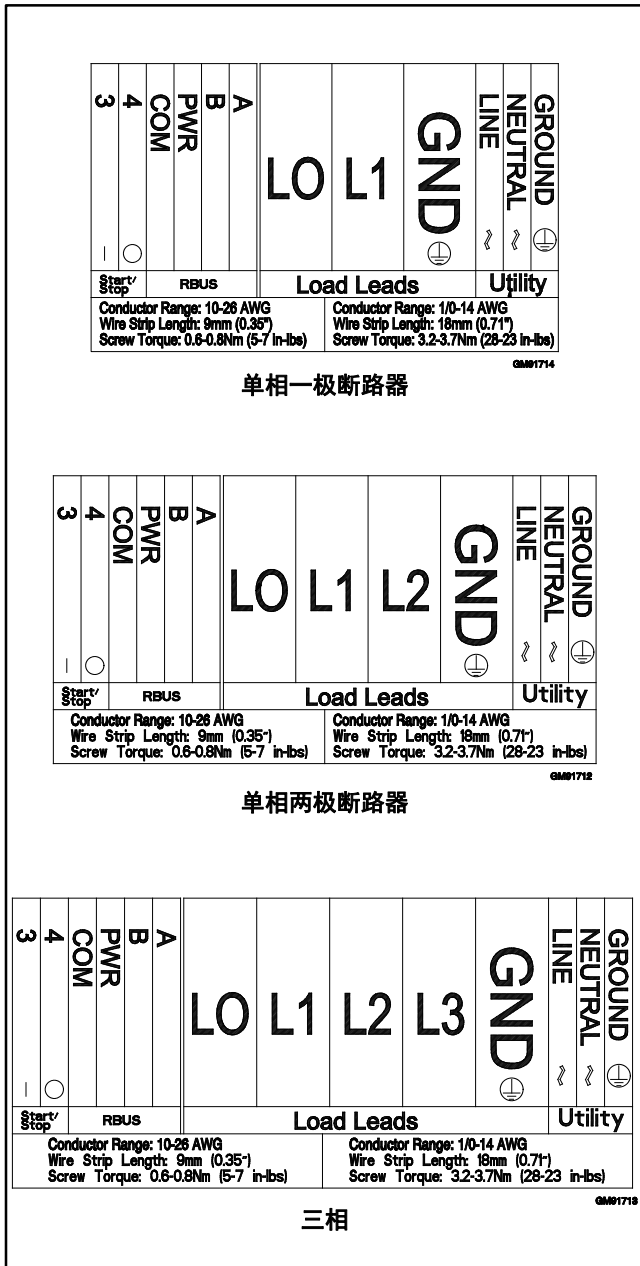 3 4 COM PWR B A LO L1 GND LINE NEUTRAL GROUND
Start/
Stop
RBUS
Load Leads
Utility
Conductor Range: 10-26 AWG
Wire Strip Length: 9mm (0.35")
Screw Torque: 0.6-0.8Nm (5-7 in-lbs)
Conductor Range: 1/0-14 AWG
Wire Strip Length: 18mm (0.71")
Screw Torque: 3.2-3.7Nm (28-23 in-lbs)
GM91714
单相一极断路器
3 4 COM PWR B A LO L1 L2 GND LINE NEUTRAL GROUND
Start/
Stop
RBUS
Load Leads
Utility
Conductor Range: 10-26 AWG
Wire Strip Length: 9mm (0.35")
Screw Torque: 0.6-0.8Nm (5-7 in-lbs)
Conductor Range: 1/0-14 AWG
Wire Strip Length: 18mm (0.71")
Screw Torque: 3.2-3.7Nm (28-23 in-lbs)
GM91712
单相两极断路器
3 4 COM PWR B A LO L1 L2 L3 GND LINE NEUTRAL GROUND
Start/
Stop
RBUS
Load Leads
Utility
Conductor Range: 10-26 AWG
Wire Strip Length: 9mm (0.35")
Screw Torque: 0.6-0.8Nm (5-7 in-lbs)
Conductor Range: 1/0-14 AWG
Wire Strip Length: 18mm (0.71")
Screw Torque: 3.2-3.7Nm (28-23 in-lbs)
GM91713
三相